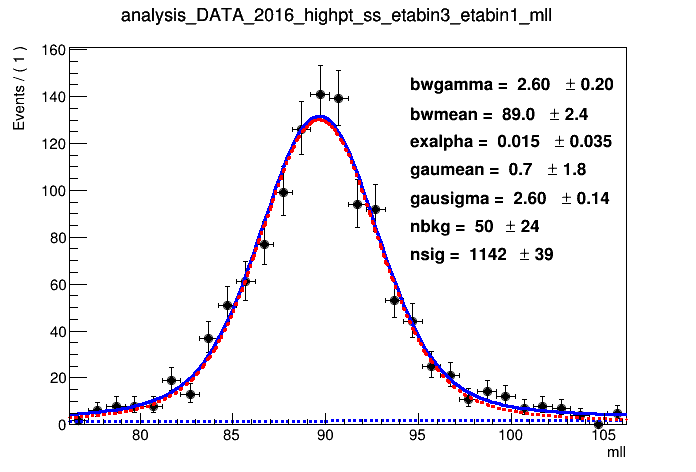 analysis_DATA_2016_highpt_ss_etabin3_etabin1_mll
Events / ( 1 )
160
140
120
100
80
60
40
20
0
bwgamma = 2.60 ± 0.20
bwmean = 89.0 ± 2.4
exalpha = 0.015 ± 0.035
gaumean = 0.7 ± 1.8
gausigma = 2.60 ± 0.14
nbkg = 50 ± 24
nsig = 1142 ± 39
80 85 90 95 100 105
mll